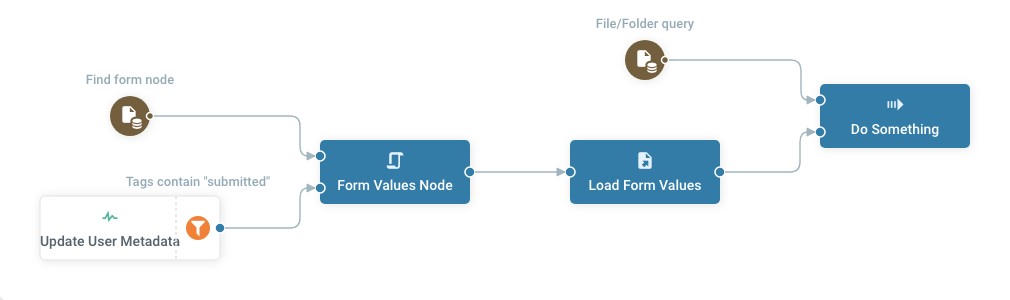 File/Folder query
Find form node
Do Something
Tags contain "submitted"
Form Values Node
Load Form Values
Update User Metadata